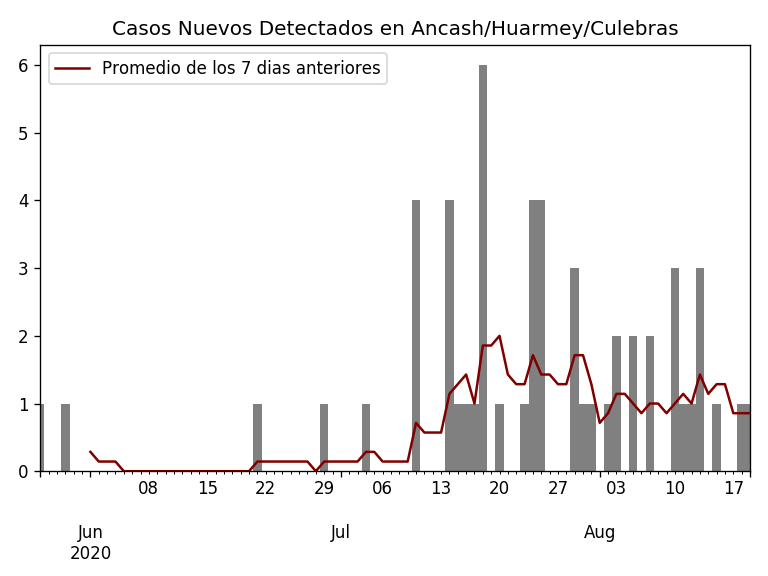 Casos Nuevos Detectados en Ancash/Huarmey/Culebras
Promedio de los 7 dias anteriores
6
5
4
3
2
1
0
08 15 22 29 06 13 20 27 03 10 17
Jun Jul Aug
2020